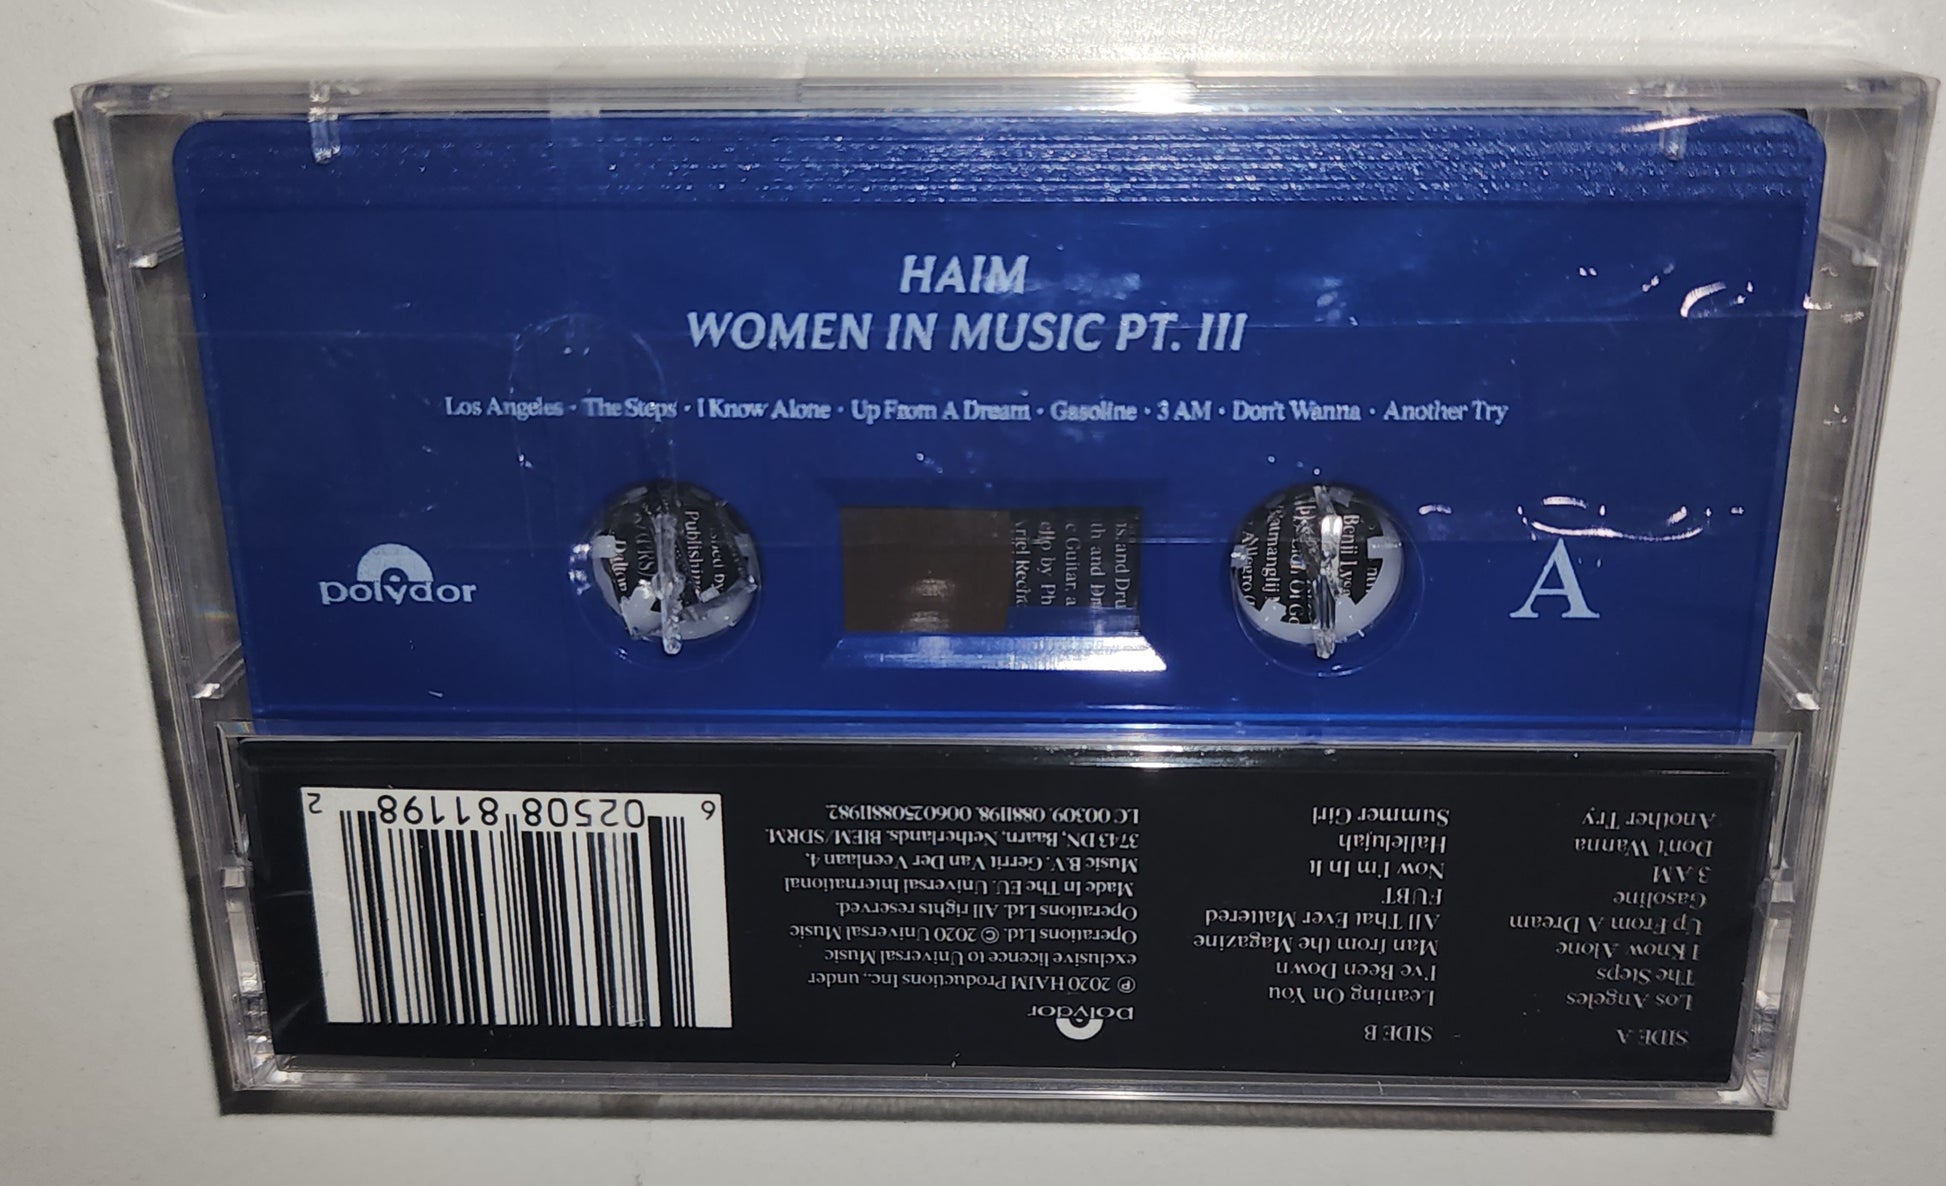 HAIM
WOMEN IN MUSIC PT. III
Los Angeles · The Steps · I Know Alone · Up From A Dream · Gasoline · 3 AM · Don't Wanna · Another Try
polydor
A
SIDE A
Los Angeles
The Steps
I Know Alone
Up From A Dream
Gasoline
3 AM
Don't Wanna
Another Try
SIDE B
Leaning On You
I've Been Down
Man from the Magazine
All That Ever Mattered
FUBT
Now I'm In It
Hallelujah
Summer Girl
polydor
℗ 2020 HAIM Productions Inc., under
exclusive licence to Universal Music
Operations Ltd. © 2020 Universal Music
Operations Ltd. All rights reserved.
Made In The EU. Universal International
Music B.V. Gerrit Van Der Veenlaan 4,
3743 DN, Baarn, Netherlands. BIEM/SDRM.
LC 00309. 0881198. 00602508811982
6 02508 81198 2